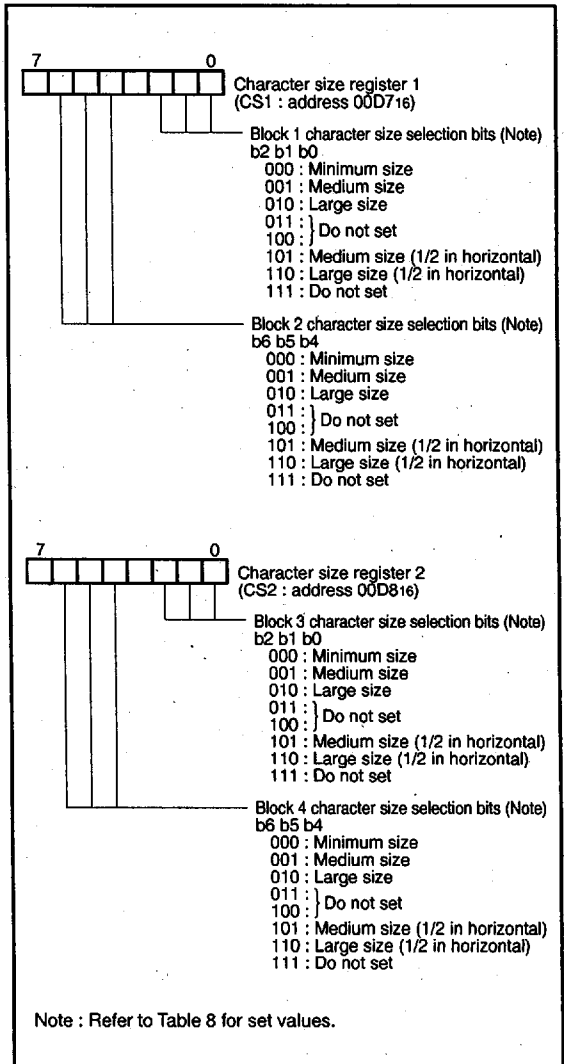 7 0
Character size register 1
(CS1 : address 00D716)
Block 1 character size selection bits (Note)
b2 b1 b0
000 : Minimum size
001 : Medium size
010 : Large size
011 :
100 : } Do not set
101 : Medium size (1/2 in horizontal)
110 : Large size (1/2 in horizontal)
111 : Do not set
Block 2 character size selection bits (Note)
b6 b5 b4
000 : Minimum size
001 : Medium size
010 : Large size
011 :
100 : } Do not set
101 : Medium size (1/2 in horizontal)
110 : Large size (1/2 in horizontal)
111 : Do not set
7 0
Character size register 2
(CS2 : address 00D816)
Block 3 character size selection bits (Note)
b2 b1 b0
000 : Minimum size
001 : Medium size
010 : Large size
011 :
100 : } Do not set
101 : Medium size (1/2 in horizontal)
110 : Large size (1/2 in horizontal)
111 : Do not set
Block 4 character size selection bits (Note)
b6 b5 b4
000 : Minimum size
001 : Medium size
010 : Large size
011 :
100 : } Do not set
101 : Medium size (1/2 in horizontal)
110 : Large size (1/2 in horizontal)
111 : Do not set
Note : Refer to Table 8 for set values.